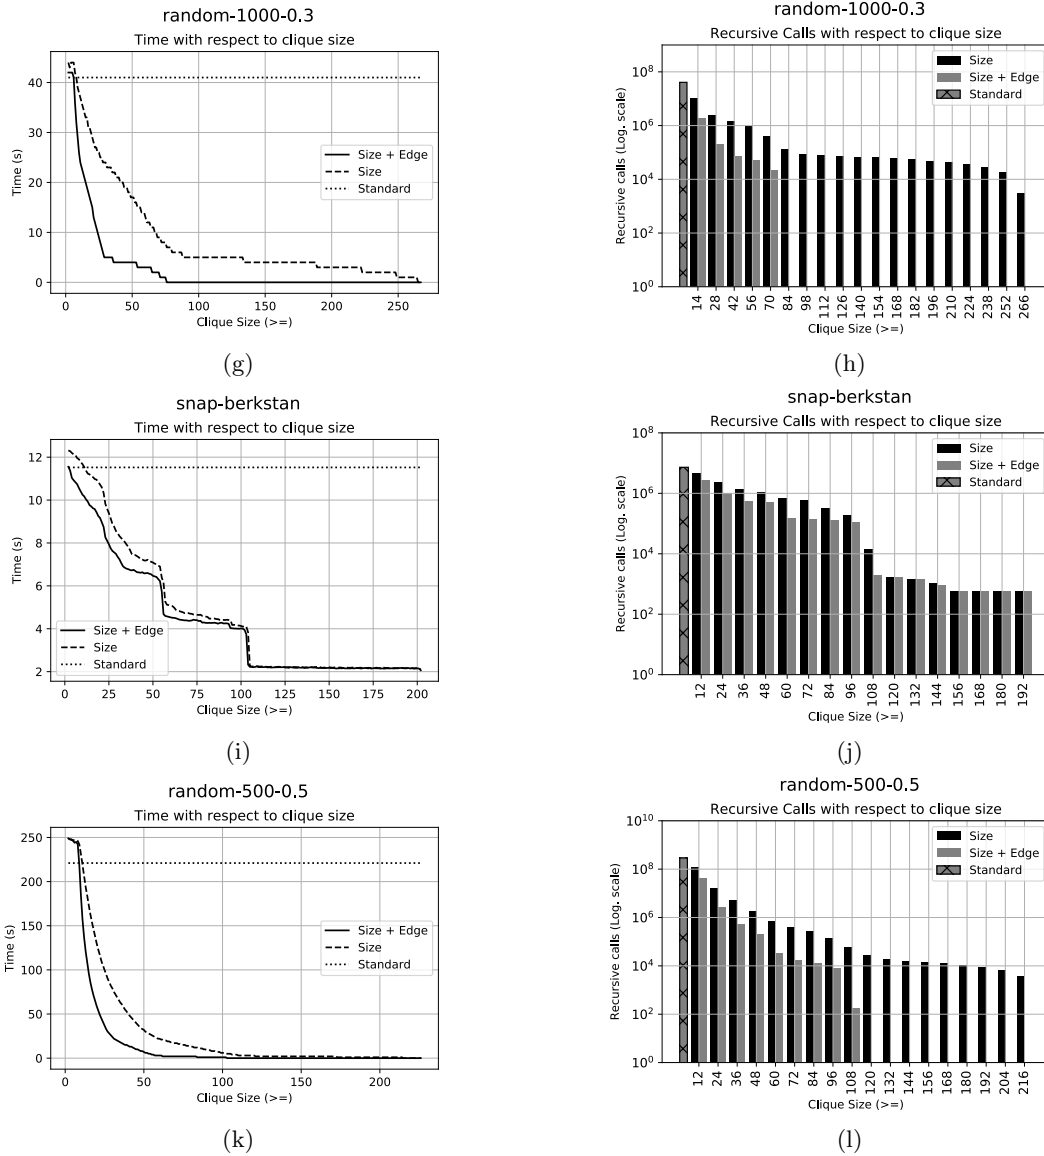 random-1000-0.3
Time with respect to clique size
Time (s)
40
30
20
10
0
Size + Edge
Size
Standard
0 50 100 150 200 250
Clique Size (>=)
(g)
random-1000-0.3
Recursive Calls with respect to clique size
Recursive calls (Log. scale)
10^8
10^6
10^4
10^2
10^0
Size
Size + Edge
Standard
14 28 42 56 70 84 98 112 126 140 154 168 182 196 210 224 238 252 266
Clique Size (>=)
(h)
snap-berkstan
Time with respect to clique size
Time (s)
12
10
8
6
4
2
Size + Edge
Size
Standard
0 25 50 75 100 125 150 175 200
Clique Size (>=)
(i)
snap-berkstan
Recursive Calls with respect to clique size
Recursive calls (Log. scale)
10^8
10^6
10^4
10^2
10^0
Size
Size + Edge
Standard
12 24 36 48 60 72 84 96 108 120 132 144 156 168 180 192
Clique Size (>=)
(j)
random-500-0.5
Time with respect to clique size
Time (s)
250
200
150
100
50
0
Size + Edge
Size
Standard
0 50 100 150 200
Clique Size (>=)
(k)
random-500-0.5
Recursive Calls with respect to clique size
Recursive calls (Log. scale)
10^10
10^8
10^6
10^4
10^2
10^0
Size
Size + Edge
Standard
12 24 36 48 60 72 84 96 108 120 132 144 156 168 180 192 204 216
Clique Size (>=)
(l)